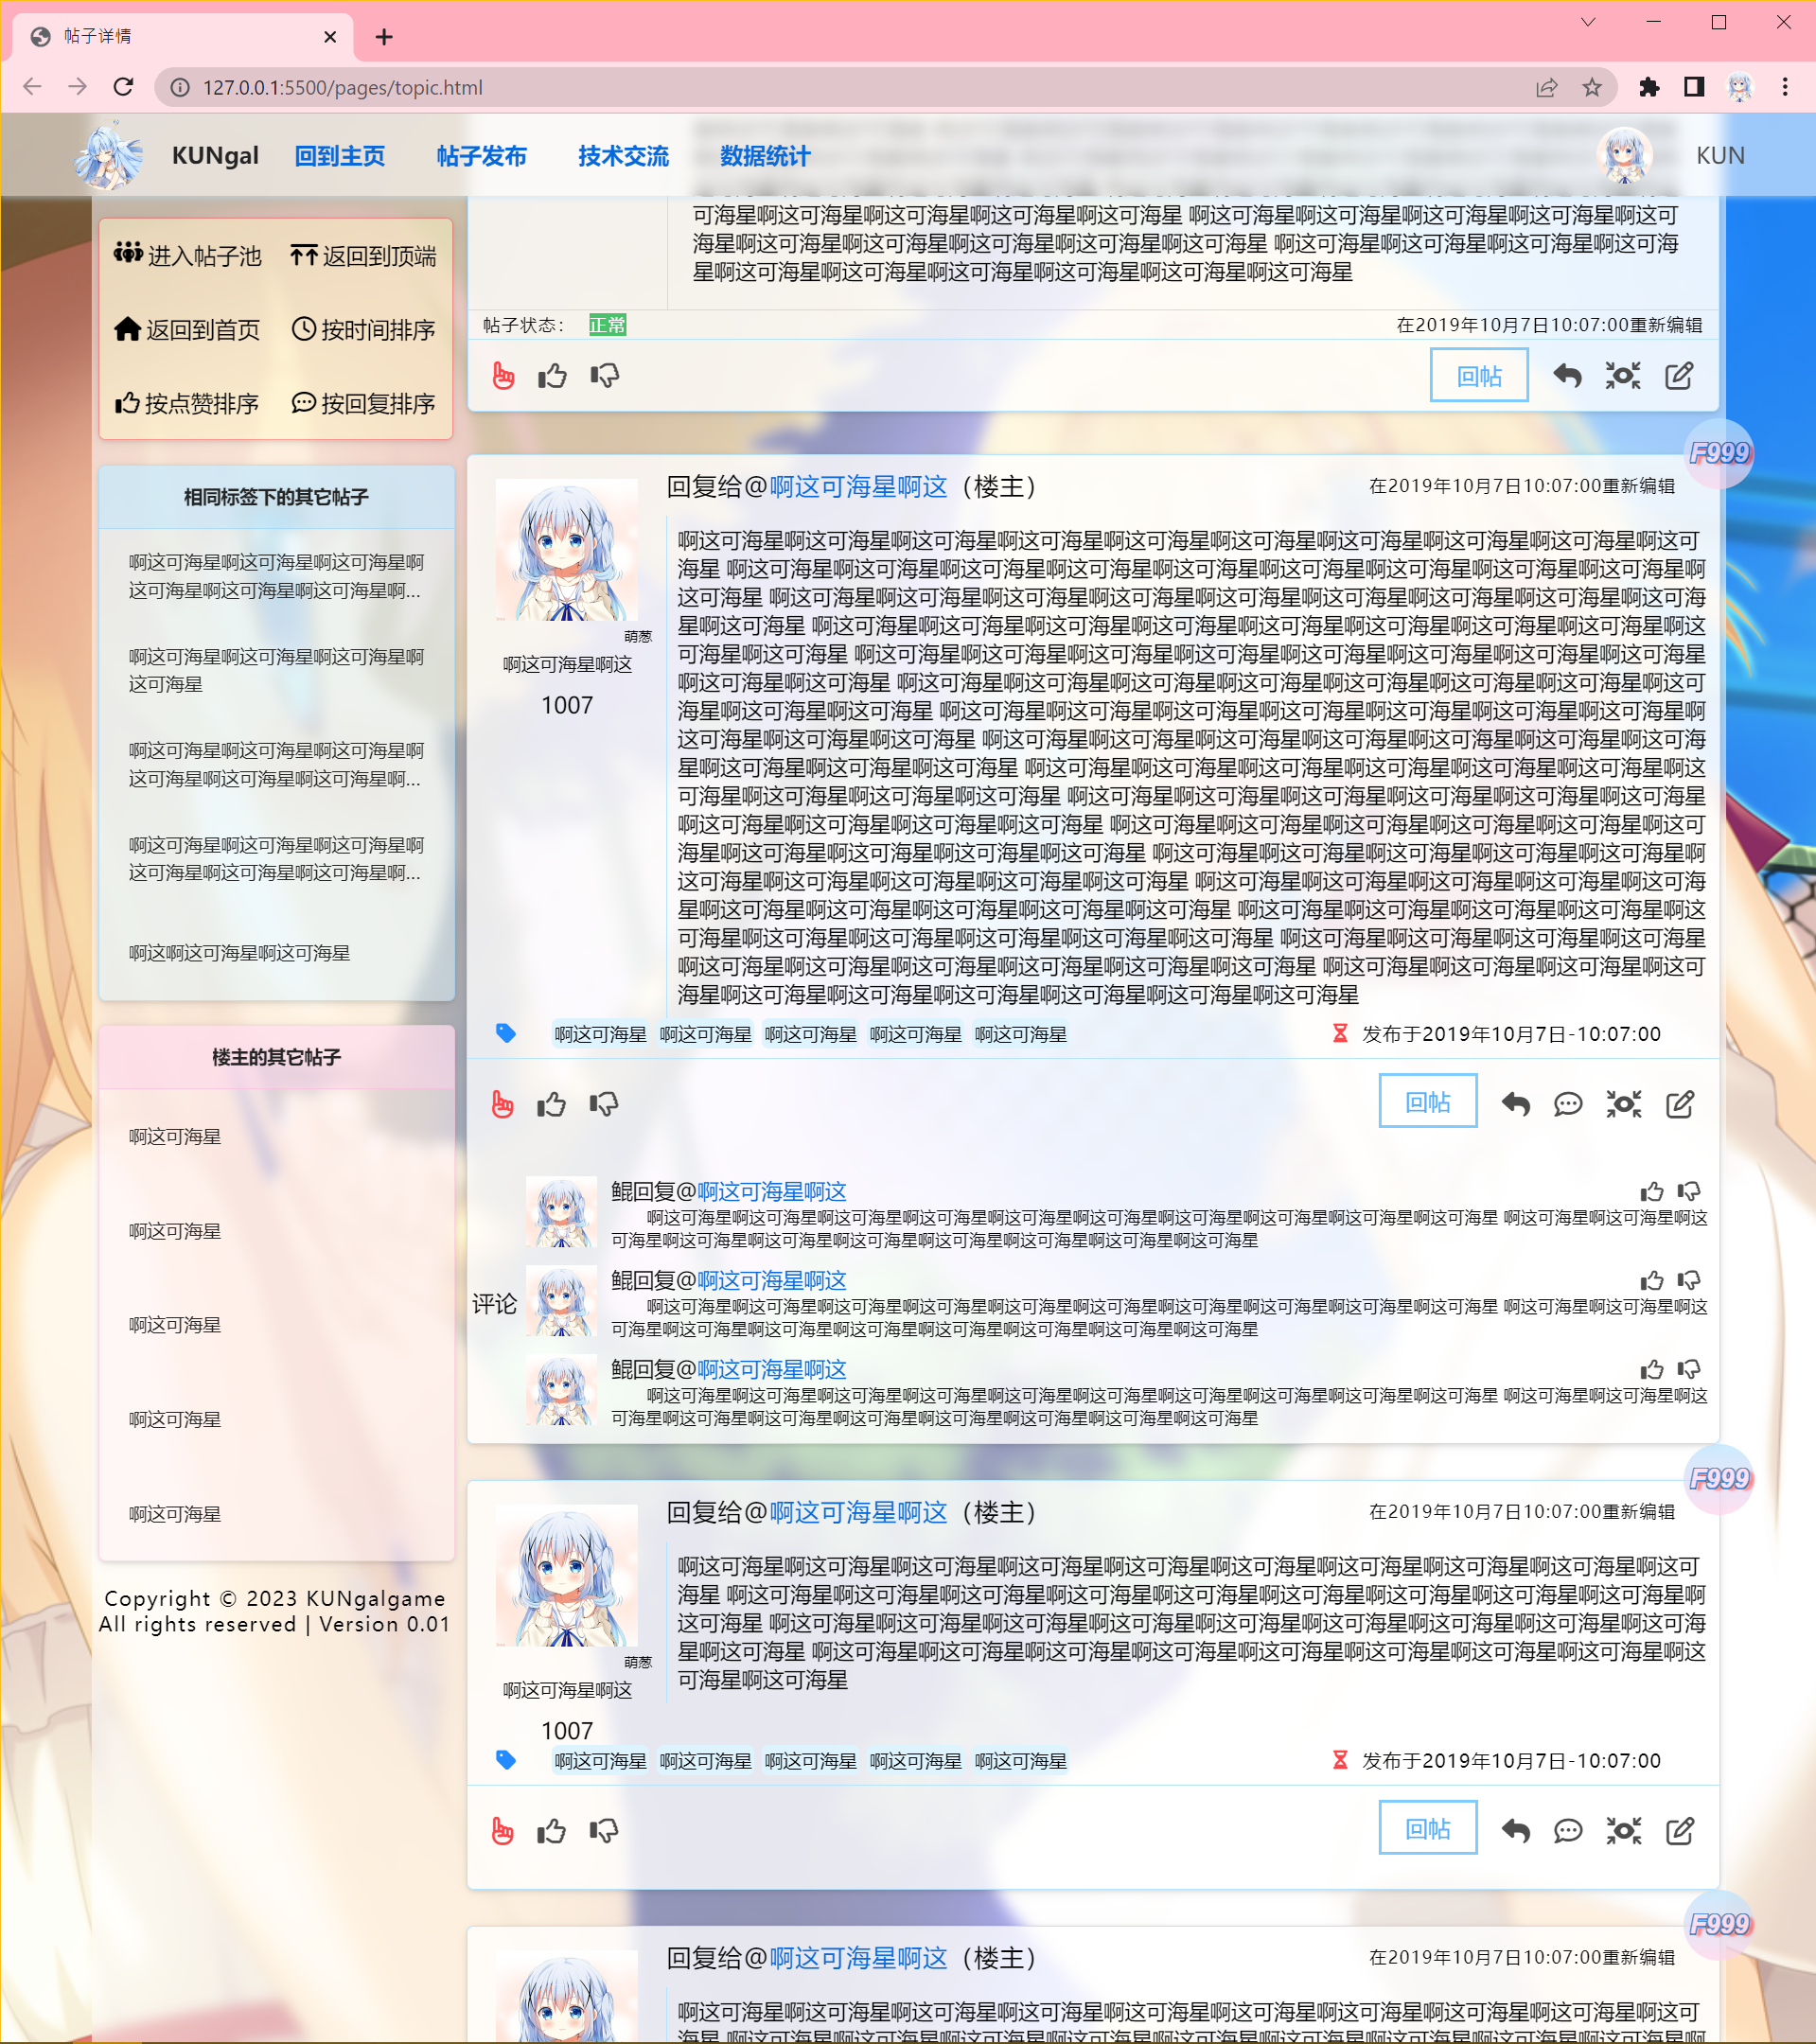 帖子详情
127.0.0.1:5500/pages/topic.html
KUNgal 回到主页 帖子发布 技术交流 数据统计 KUN
进入帖子池 返回到顶端
返回到首页 按时间排序
按点赞排序 按回复排序
相同标签下的其它帖子
啊这可海星啊这可海星啊这可海星啊
这可海星啊这可海星啊这可海星啊...
啊这可海星啊这可海星啊这可海星啊
这可海星
啊这可海星啊这可海星啊这可海星啊
这可海星啊这可海星啊这可海星啊...
啊这可海星啊这可海星啊这可海星啊
这可海星啊这可海星啊这可海星啊...
啊这啊这可海星啊这可海星
楼主的其它帖子
啊这可海星
啊这可海星
啊这可海星
啊这可海星
啊这可海星
Copyright © 2023 KUNgalgame
All rights reserved | Version 0.01
可海星啊这可海星啊这可海星啊这可海星啊这可海星 啊这可海星啊这可海星啊这可海星啊这可海星啊这可
海星啊这可海星啊这可海星啊这可海星啊这可海星啊这可海星 啊这可海星啊这可海星啊这可海星啊这可海
星啊这可海星啊这可海星啊这可海星啊这可海星啊这可海星啊这可海星
帖子状态： 正常 在2019年10月7日10:07:00重新编辑
回帖
F999
回复给@啊这可海星啊这（楼主） 在2019年10月7日10:07:00重新编辑
萌葱
啊这可海星啊这
1007
啊这可海星啊这可海星啊这可海星啊这可海星啊这可海星啊这可海星啊这可海星啊这可海星啊这可海星啊这可
海星 啊这可海星啊这可海星啊这可海星啊这可海星啊这可海星啊这可海星啊这可海星啊这可海星啊这可海星啊
这可海星 啊这可海星啊这可海星啊这可海星啊这可海星啊这可海星啊这可海星啊这可海星啊这可海星啊这可海
星啊这可海星 啊这可海星啊这可海星啊这可海星啊这可海星啊这可海星啊这可海星啊这可海星啊这可海星啊这
可海星啊这可海星 啊这可海星啊这可海星啊这可海星啊这可海星啊这可海星啊这可海星啊这可海星啊这可海星
啊这可海星啊这可海星 啊这可海星啊这可海星啊这可海星啊这可海星啊这可海星啊这可海星啊这可海星啊这可
海星啊这可海星啊这可海星 啊这可海星啊这可海星啊这可海星啊这可海星啊这可海星啊这可海星啊这可海星啊
这可海星啊这可海星啊这可海星 啊这可海星啊这可海星啊这可海星啊这可海星啊这可海星啊这可海星啊这可海
星啊这可海星啊这可海星啊这可海星 啊这可海星啊这可海星啊这可海星啊这可海星啊这可海星啊这可海星啊这
可海星啊这可海星啊这可海星啊这可海星 啊这可海星啊这可海星啊这可海星啊这可海星啊这可海星啊这可海星
啊这可海星啊这可海星啊这可海星啊这可海星 啊这可海星啊这可海星啊这可海星啊这可海星啊这可海星啊这可
海星啊这可海星啊这可海星啊这可海星啊这可海星 啊这可海星啊这可海星啊这可海星啊这可海星啊这可海星啊
这可海星啊这可海星啊这可海星啊这可海星啊这可海星 啊这可海星啊这可海星啊这可海星啊这可海星啊这可海
星啊这可海星啊这可海星啊这可海星啊这可海星啊这可海星 啊这可海星啊这可海星啊这可海星啊这可海星啊这
可海星啊这可海星啊这可海星啊这可海星啊这可海星啊这可海星 啊这可海星啊这可海星啊这可海星啊这可海星
啊这可海星啊这可海星啊这可海星啊这可海星啊这可海星啊这可海星 啊这可海星啊这可海星啊这可海星啊这可
海星啊这可海星啊这可海星啊这可海星啊这可海星啊这可海星啊这可海星
啊这可海星 啊这可海星 啊这可海星 啊这可海星 啊这可海星 发布于2019年10月7日-10:07:00
回帖
评论
鲲回复@啊这可海星啊这
啊这可海星啊这可海星啊这可海星啊这可海星啊这可海星啊这可海星啊这可海星啊这可海星啊这可海星啊这可海星 啊这可海星啊这可海星啊这
可海星啊这可海星啊这可海星啊这可海星啊这可海星啊这可海星啊这可海星啊这可海星
鲲回复@啊这可海星啊这
啊这可海星啊这可海星啊这可海星啊这可海星啊这可海星啊这可海星啊这可海星啊这可海星啊这可海星啊这可海星 啊这可海星啊这可海星啊这
可海星啊这可海星啊这可海星啊这可海星啊这可海星啊这可海星啊这可海星啊这可海星
鲲回复@啊这可海星啊这
啊这可海星啊这可海星啊这可海星啊这可海星啊这可海星啊这可海星啊这可海星啊这可海星啊这可海星啊这可海星 啊这可海星啊这可海星啊这
可海星啊这可海星啊这可海星啊这可海星啊这可海星啊这可海星啊这可海星啊这可海星
F999
回复给@啊这可海星啊这（楼主） 在2019年10月7日10:07:00重新编辑
萌葱
啊这可海星啊这
1007
啊这可海星啊这可海星啊这可海星啊这可海星啊这可海星啊这可海星啊这可海星啊这可海星啊这可海星啊这可
海星 啊这可海星啊这可海星啊这可海星啊这可海星啊这可海星啊这可海星啊这可海星啊这可海星啊这可海星啊
这可海星 啊这可海星啊这可海星啊这可海星啊这可海星啊这可海星啊这可海星啊这可海星啊这可海星啊这可海
星啊这可海星 啊这可海星啊这可海星啊这可海星啊这可海星啊这可海星啊这可海星啊这可海星啊这可海星啊这
可海星啊这可海星
啊这可海星 啊这可海星 啊这可海星 啊这可海星 啊这可海星 发布于2019年10月7日-10:07:00
回帖
F999
回复给@啊这可海星啊这（楼主） 在2019年10月7日10:07:00重新编辑
啊这可海星啊这可海星啊这可海星啊这可海星啊这可海星啊这可海星啊这可海星啊这可海星啊这可海星啊这可